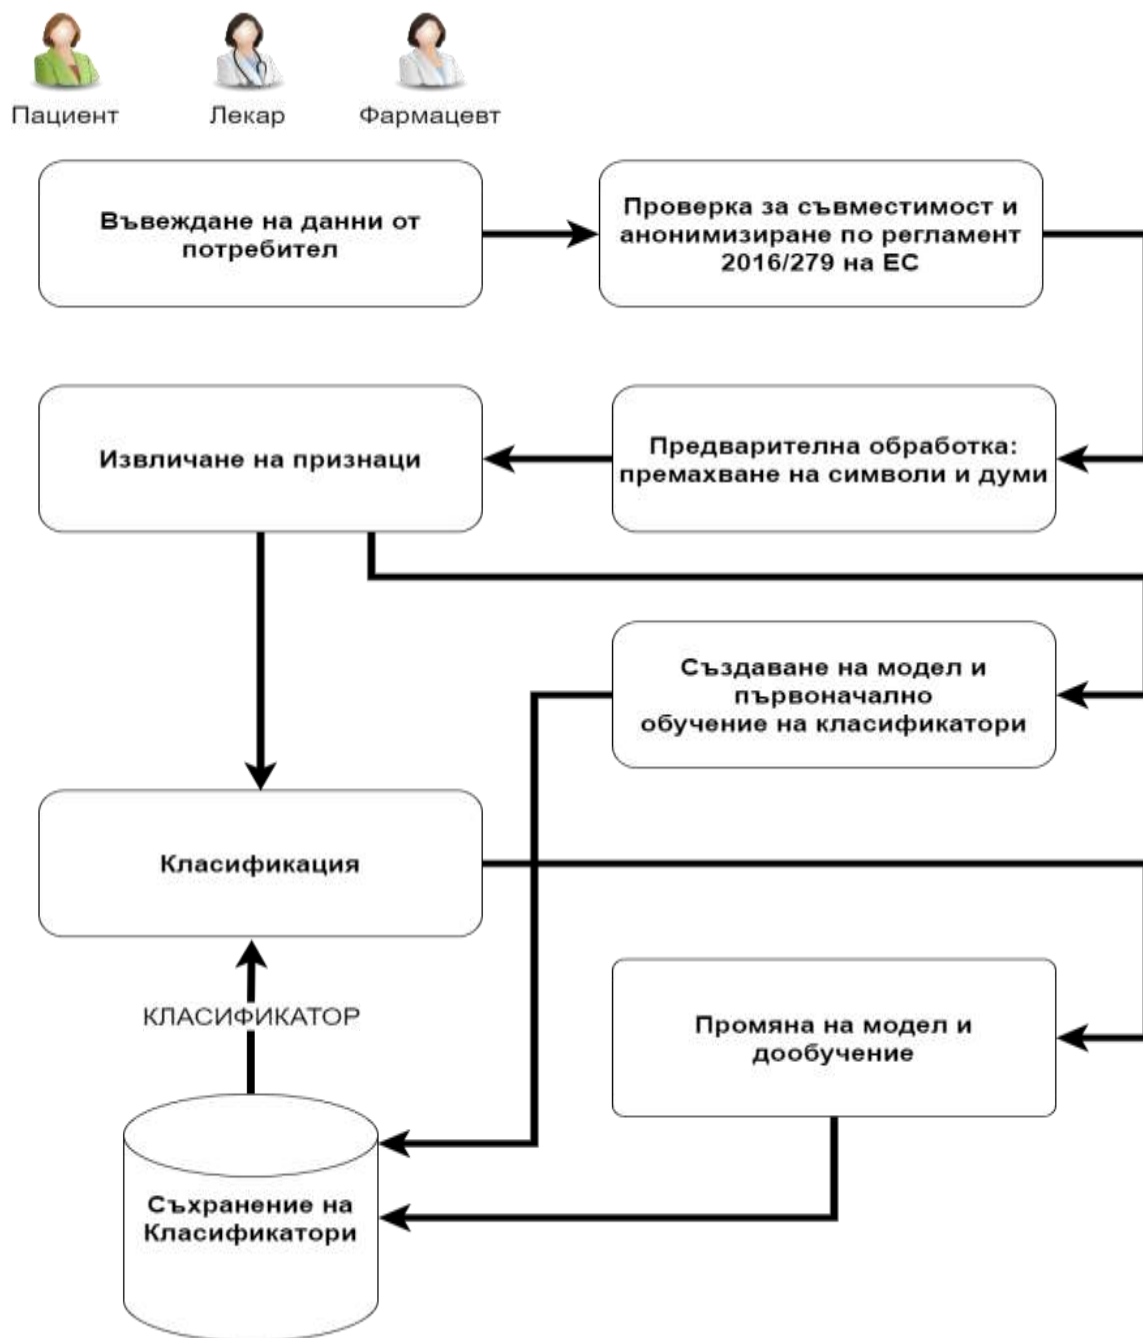 Пациент
Лекар
Фармацевт
Въвеждане на данни от
потребител
Проверка за съвместимост и
анонимизиране по регламент
2016/279 на ЕС
Извличане на признаци
Предварителна обработка:
премахване на символи и думи
Създаване на модел и
първоначално
обучение на класификатори
Класификация
КЛАСИФИКАТОР
Промяна на модел и
дообучение
Съхранение на
Класификатори